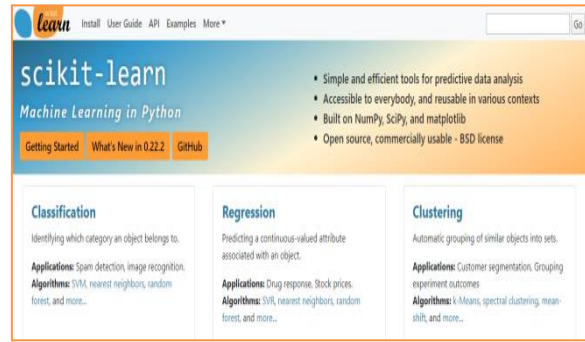 learn Install User Guide API Examples More Go
scikit-learn
Machine Learning in Python
Getting Started What's New in 0.22.2 GitHub
• Simple and efficient tools for predictive data analysis
• Accessible to everybody, and reusable in various contexts
• Built on NumPy, SciPy, and matplotlib
• Open source, commercially usable - BSD license
Classification
Identifying which category an object belongs to.
Applications: Spam detection, image recognition.
Algorithms: SVM, nearest neighbors, random
forest, and more...
Regression
Predicting a continuous-valued attribute
associated with an object.
Applications: Drug response, Stock prices.
Algorithms: SVR, nearest neighbors, random
forest, and more...
Clustering
Automatic grouping of similar objects into sets.
Applications: Customer segmentation, Grouping
experiment outcomes
Algorithms: k-Means, spectral clustering, mean-
shift, and more...